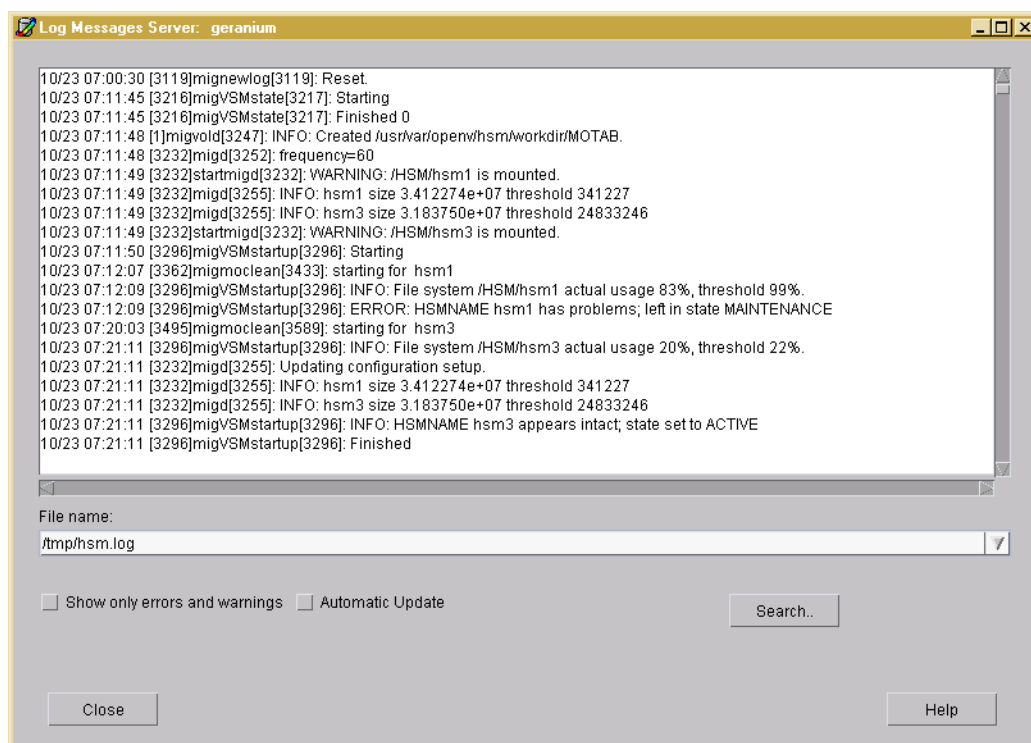 Log Messages Server: geranium
10/23 07:00:30 [3119]mignewlog[3119]: Reset.
10/23 07:11:45 [3216]migVSMstate[3217]: Starting
10/23 07:11:45 [3216]migVSMstate[3217]: Finished 0
10/23 07:11:48 [1]migvold[3247]: INFO: Created /usr/var/openv/hsm/workdir/MOTAB.
10/23 07:11:48 [3232]migd[3252]: frequency=60
10/23 07:11:49 [3232]startmigd[3232]: WARNING: /HSM/hsm1 is mounted.
10/23 07:11:49 [3232]migd[3255]: INFO: hsm1 size 3.412274e+07 threshold 341227
10/23 07:11:49 [3232]migd[3255]: INFO: hsm3 size 3.183750e+07 threshold 24833246
10/23 07:11:49 [3232]startmigd[3232]: WARNING: /HSM/hsm3 is mounted.
10/23 07:11:50 [3296]migVSMstartup[3296]: Starting
10/23 07:12:07 [3362]migmoclean[3433]: starting for hsm1
10/23 07:12:09 [3296]migVSMstartup[3296]: INFO: File system /HSM/hsm1 actual usage 83%, threshold 99%.
10/23 07:12:09 [3296]migVSMstartup[3296]: ERROR: HSMNAME hsm1 has problems; left in state MAINTENANCE
10/23 07:20:03 [3495]migmoclean[3589]: starting for hsm3
10/23 07:21:11 [3296]migVSMstartup[3296]: INFO: File system /HSM/hsm3 actual usage 20%, threshold 22%.
10/23 07:21:11 [3232]migd[3255]: Updating configuration setup.
10/23 07:21:11 [3232]migd[3255]: INFO: hsm1 size 3.412274e+07 threshold 341227
10/23 07:21:11 [3232]migd[3255]: INFO: hsm3 size 3.183750e+07 threshold 24833246
10/23 07:21:11 [3296]migVSMstartup[3296]: INFO: HSMNAME hsm3 appears intact; state set to ACTIVE
10/23 07:21:11 [3296]migVSMstartup[3296]: Finished
File name:
/tmp/hsm.log
Show only errors and warnings Automatic Update
Search..
Close Help